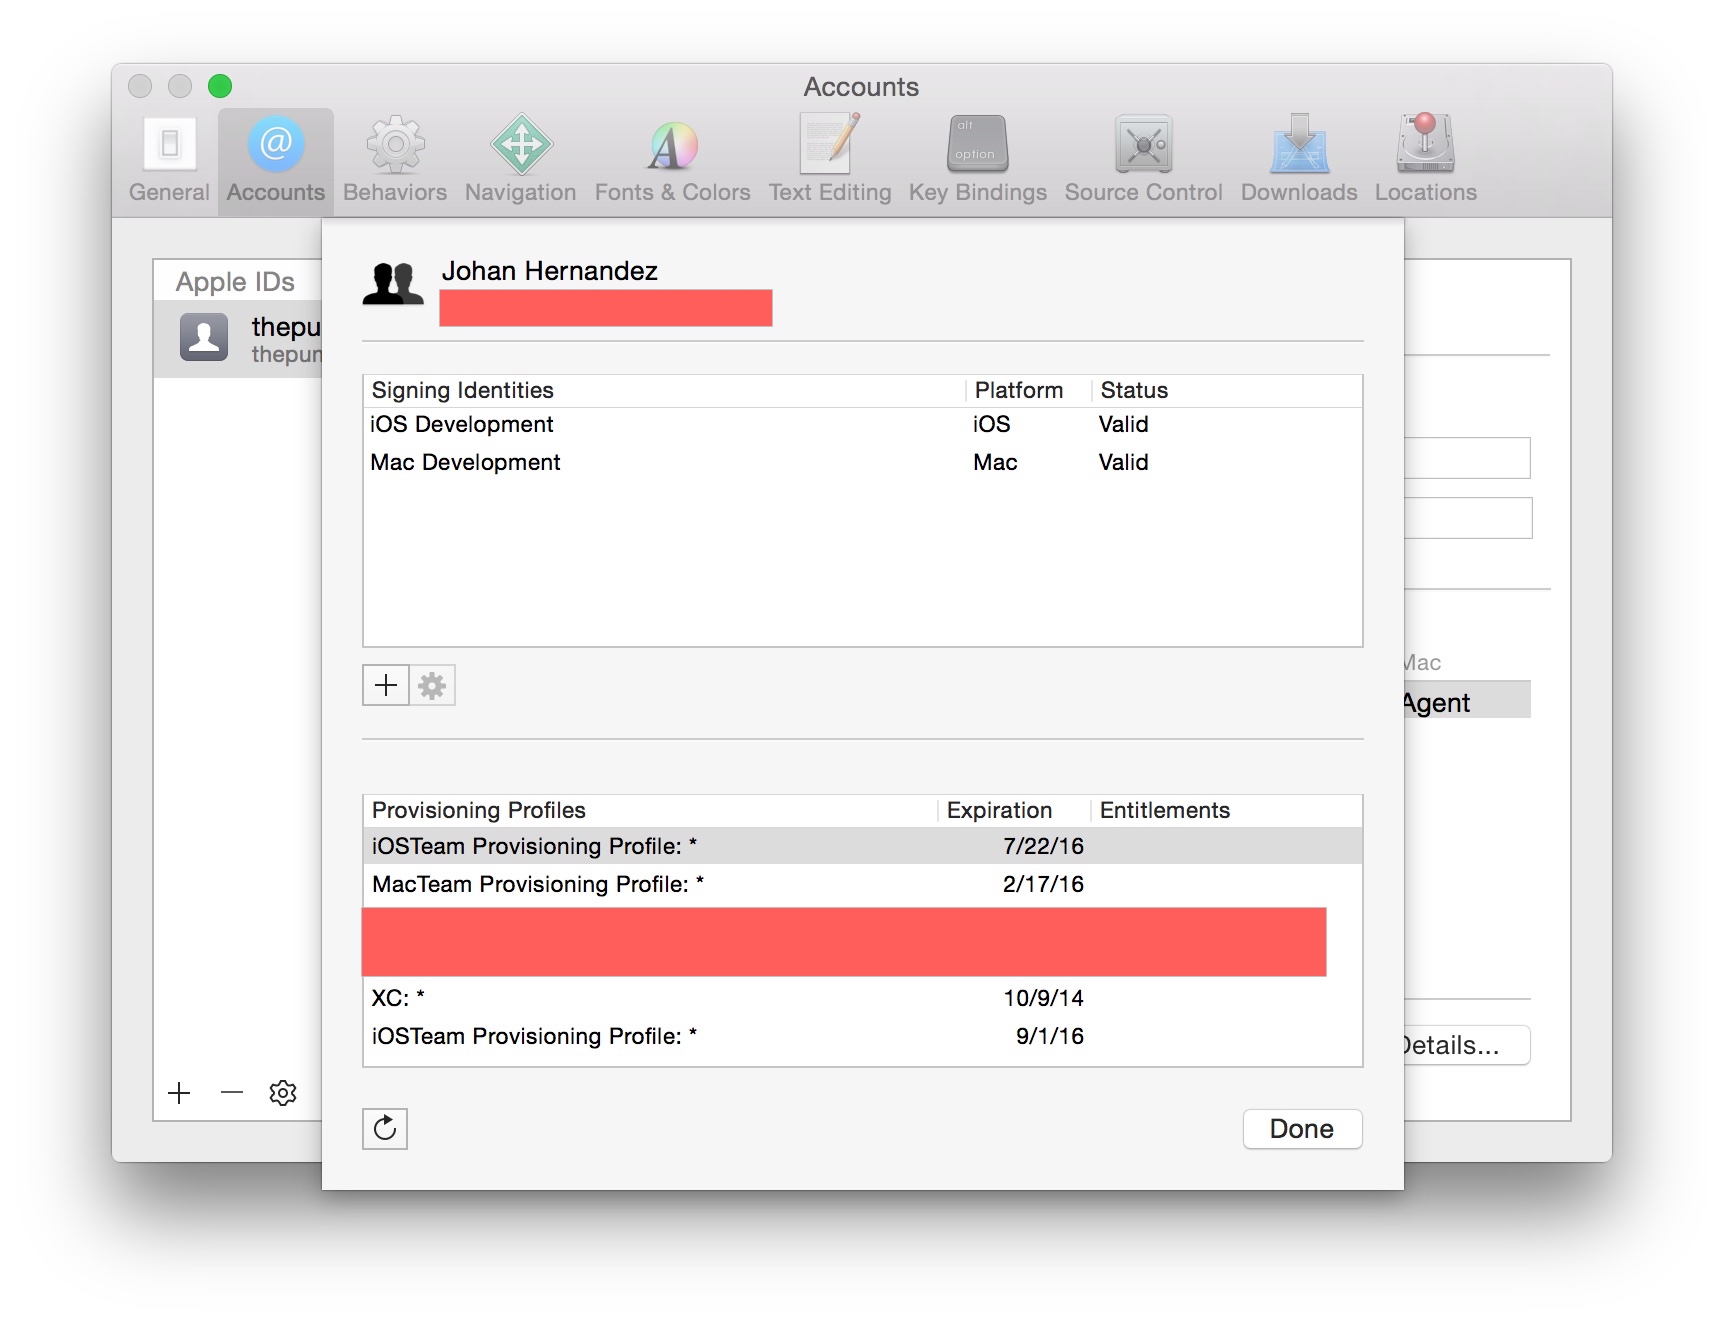 Accounts
General Accounts Behaviors Navigation Fonts & Colors Text Editing alt option Key Bindings Source Control Downloads Locations
Apple IDs
thepu
thepun
Johan Hernandez
Signing Identities Platform Status
iOS Development iOS Valid
Mac Development Mac Valid
Mac
Agent
Provisioning Profiles Expiration Entitlements
iOSTeam Provisioning Profile: * 7/22/16
MacTeam Provisioning Profile: * 2/17/16
XC: * 10/9/14
iOSTeam Provisioning Profile: * 9/1/16
Details...
Done